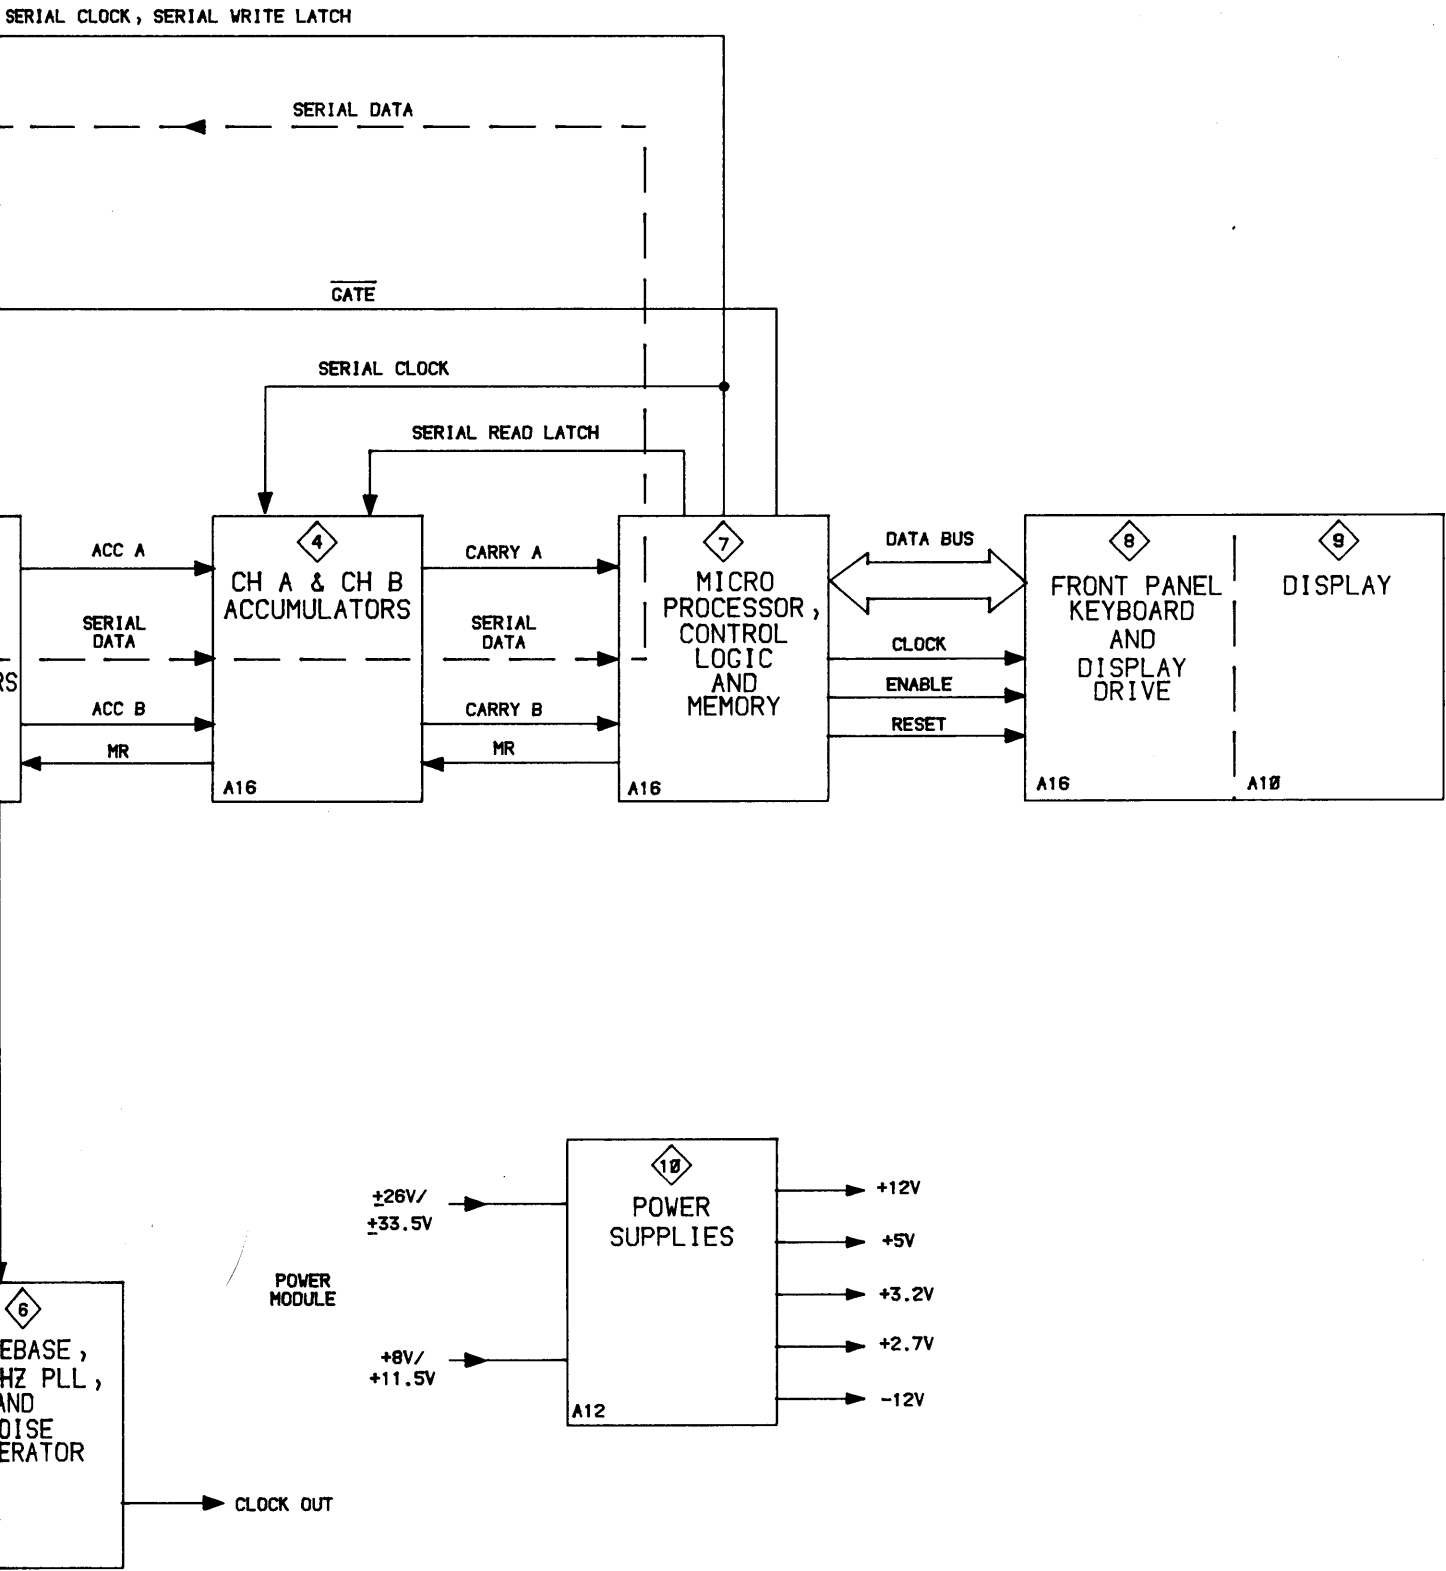 SERIAL CLOCK, SERIAL WRITE LATCH
SERIAL DATA
GATE
SERIAL CLOCK
SERIAL READ LATCH
RS
ACC A
SERIAL
DATA
ACC B
MR
4
CH A & CH B
ACCUMULATORS
A16
CARRY A
SERIAL
DATA
CARRY B
MR
7
MICRO
PROCESSOR,
CONTROL
LOGIC
AND
MEMORY
A16
DATA BUS
CLOCK
ENABLE
RESET
8
FRONT PANEL
KEYBOARD
AND
DISPLAY
DRIVE
A16
9
DISPLAY
A10
±26V/
±33.5V
POWER
MODULE
+8V/
+11.5V
10
POWER
SUPPLIES
A12
+12V
+5V
+3.2V
+2.7V
-12V
6
EBASE,
HZ PLL,
AND
OISE
ERATOR
CLOCK OUT